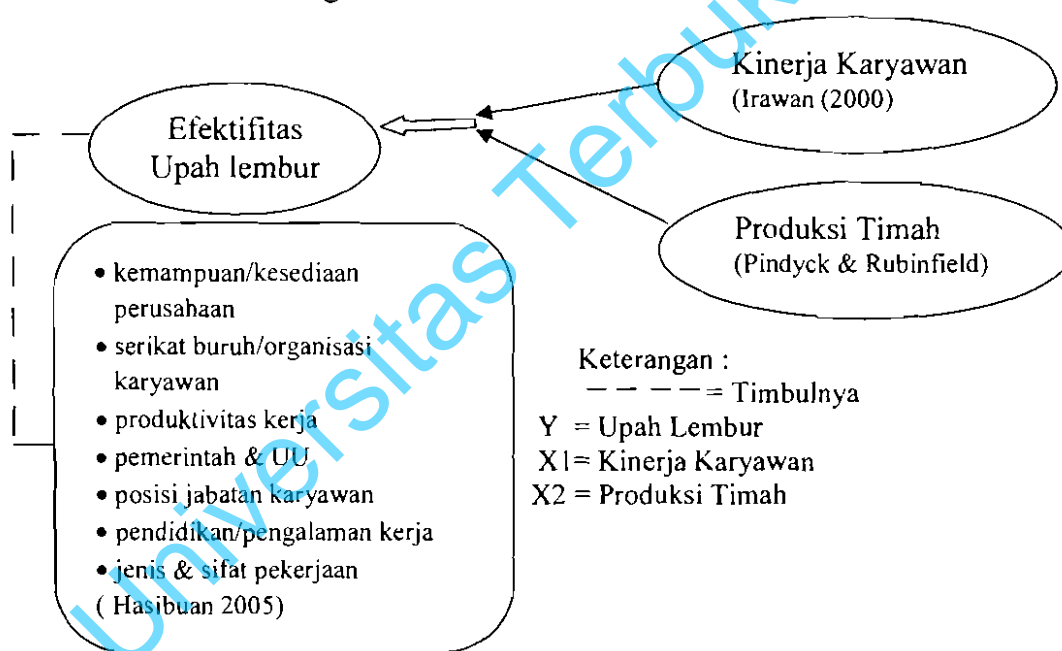 Kinerja Karyawan
(Irawan (2000)
Efektifitas
Upah lembur
Produksi Timah
(Pindyck & Rubinfield)
• kemampuan/kesediaan
perusahaan
• serikat buruh/organisasi
karyawan
• produktivitas kerja
• pemerintah & UU
• posisi jabatan karyawan
• pendidikan/pengalaman kerja
• jenis & sifat pekerjaan
( Hasibuan 2005)
Keterangan :
— — — —= Timbulnya
Y = Upah Lembur
X1= Kinerja Karyawan
X2 = Produksi Timah
Universitas Terbuk